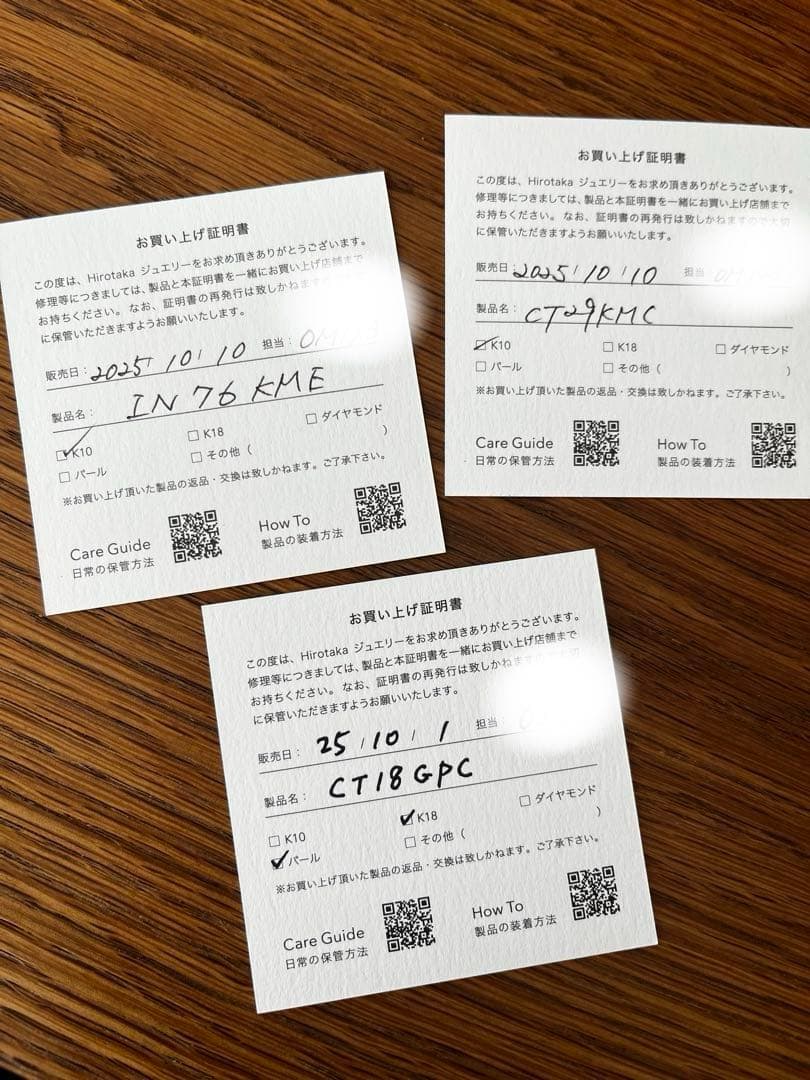 お買い上げ証明書
この度は、Hirotaka ジュエリーをお求め頂きありがとうございます。
修理等につきましては、製品と本証明書を一緒にお買い上げ店舗まで
お持ちください。なお、証明書の再発行は致しかねます
に保管いただきますようお願いいたします。
販売日：2025/10/10 担当：OM
製品名：IN76KME
K10 K18 ダイヤモンド
パール その他（ ）
※お買い上げ頂いた製品の返品・交換は致しかねます。ご了承下さい。
Care Guide How To
日常の保管方法 製品の装着方法
お買い上げ証明書
この度は、Hirotaka ジュエリーをお求め頂きありがとうございます。
修理等につきましては、製品と本証明書を一緒にお買い上げ店舗まで
お持ちください。なお、証明書の再発行は致しかねますので大切
に保管いただきますようお願いいたします。
販売日：2025/10/10 担当
製品名：CT29KMC
K10 K18 ダイヤモンド
パール その他（ ）
※お買い上げ頂いた製品の返品・交換は致しかねます。ご了承下さい。
Care Guide How To
日常の保管方法 製品の装着方法
お買い上げ証明書
この度は、Hirotaka ジュエリーをお求め頂きありがとうございます。
修理等につきましては、製品と本証明書を一緒にお買い上げ店舗まで
お持ちください。なお、証明書の再発行は致しかねます
に保管いただきますようお願いいたします。
販売日：25/10/1 担当：
製品名：CT18GPC
K10 K18 ダイヤモンド
パール その他（ ）
※お買い上げ頂いた製品の返品・交換は致しかねます。ご了承下さい。
Care Guide How To
日常の保管方法 製品の装着方法